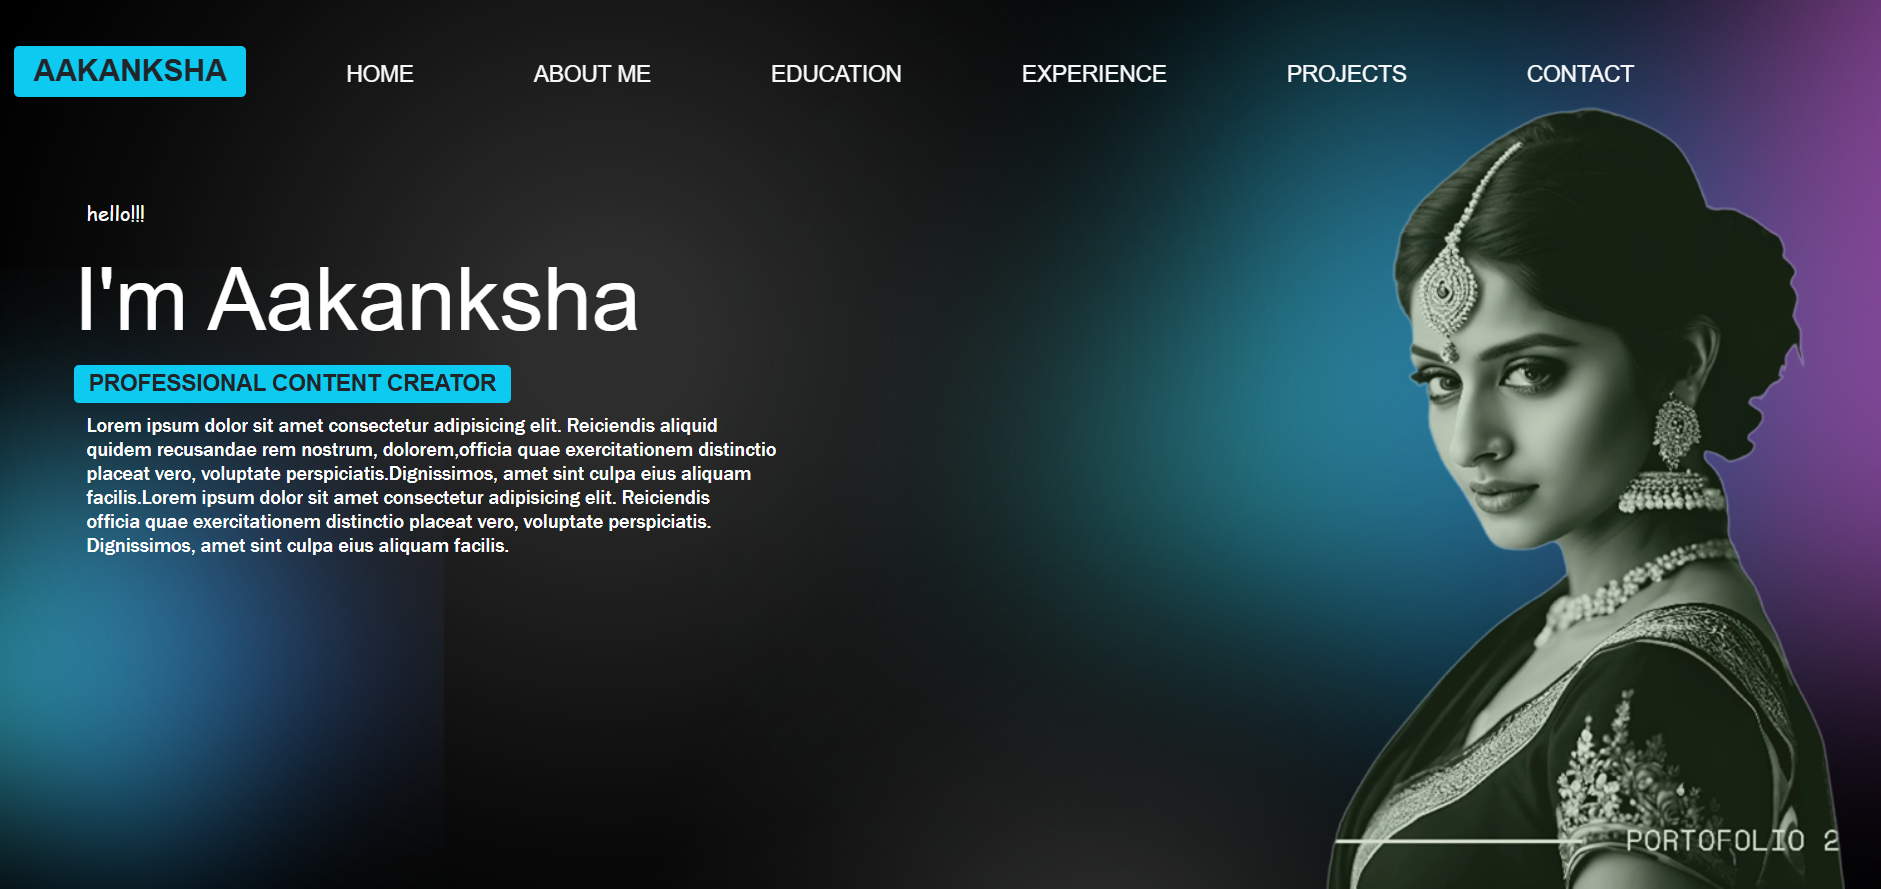 AAKANKSHA HOME ABOUT ME EDUCATION EXPERIENCE PROJECTS CONTACT
hello!!!
I'm Aakanksha
PROFESSIONAL CONTENT CREATOR
Lorem ipsum dolor sit amet consectetur adipisicing elit. Reiciendis aliquid
quidem recusandae rem nostrum, dolorem,officia quae exercitationem distinctio
placeat vero, voluptate perspiciatis.Dignissimos, amet sint culpa eius aliquam
facilis.Lorem ipsum dolor sit amet consectetur adipisicing elit. Reiciendis
officia quae exercitationem distinctio placeat vero, voluptate perspiciatis.
Dignissimos, amet sint culpa eius aliquam facilis.
PORTOFOLIO 2